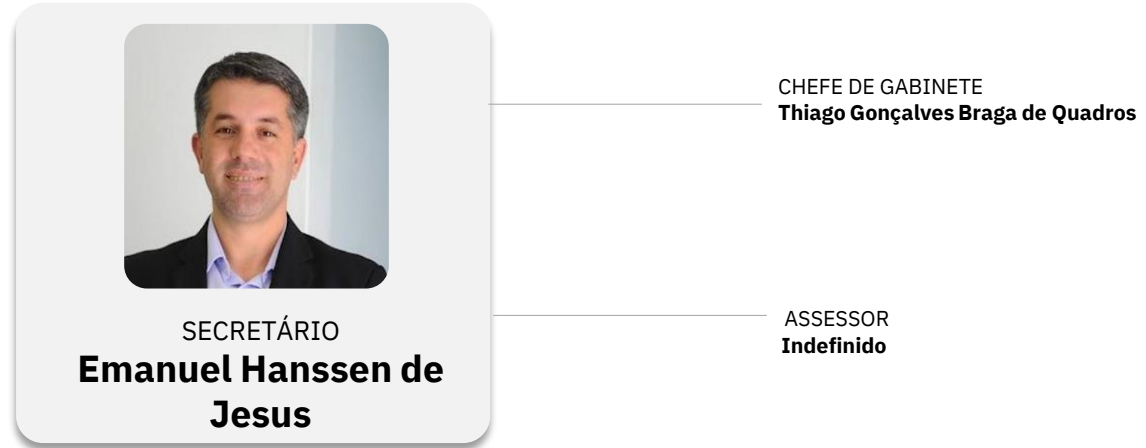 SECRETÁRIO
Emanuel Hanssen de
Jesus
CHEFE DE GABINETE
Thiago Gonçalves Braga de Quadros
ASSESSOR
Indefinido